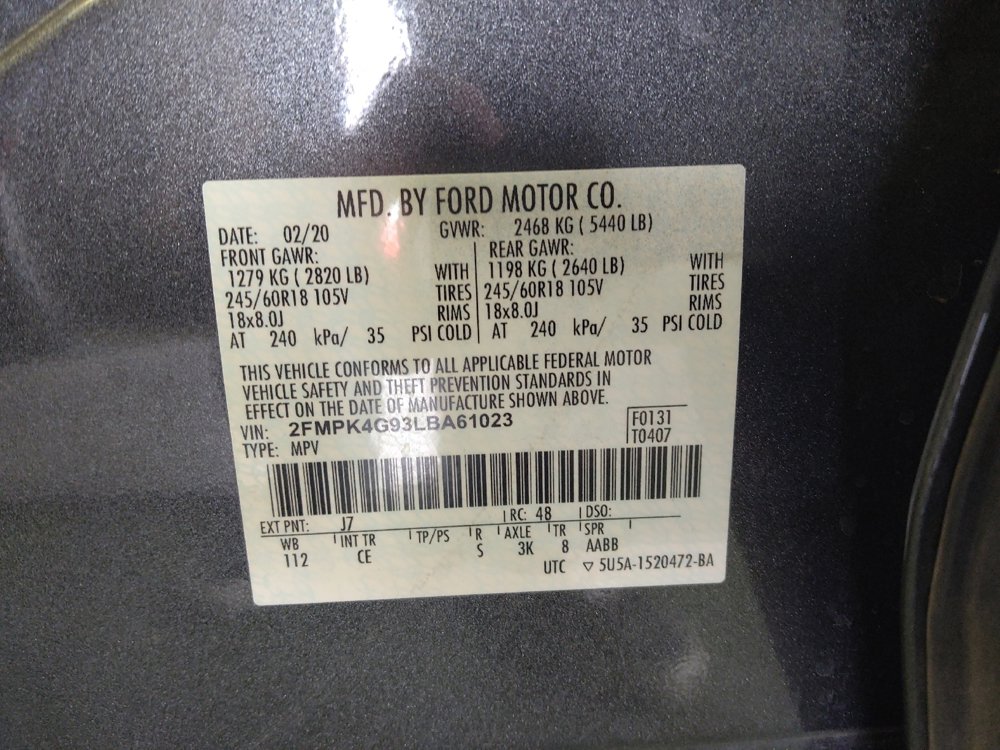 MFD. BY FORD MOTOR CO.
DATE: 02/20 GVWR: 2468 KG ( 5440 LB)
FRONT GAWR: REAR GAWR:
1279 KG ( 2820 LB) WITH 1198 KG ( 2640 LB) WITH
245/60R18 105V TIRES 245/60R18 105V TIRES
18x8.0J RIMS 18x8.0J RIMS
AT 240 kPa/ 35 PSI COLD AT 240 kPa/ 35 PSI COLD
THIS VEHICLE CONFORMS TO ALL APPLICABLE FEDERAL MOTOR
VEHICLE SAFETY AND THEFT PREVENTION STANDARDS IN
EFFECT ON THE DATE OF MANUFACTURE SHOWN ABOVE.
VIN: 2FMPK4G93LBA61023 F0131
TYPE: MPV T0407
EXT PNT: J7 RC: 48 DSO:
WB INT TR TP/PS R AXLE TR SPR
112 CE S 3K 8 AABB
UTC ▽ 5U5A-1520472-BA